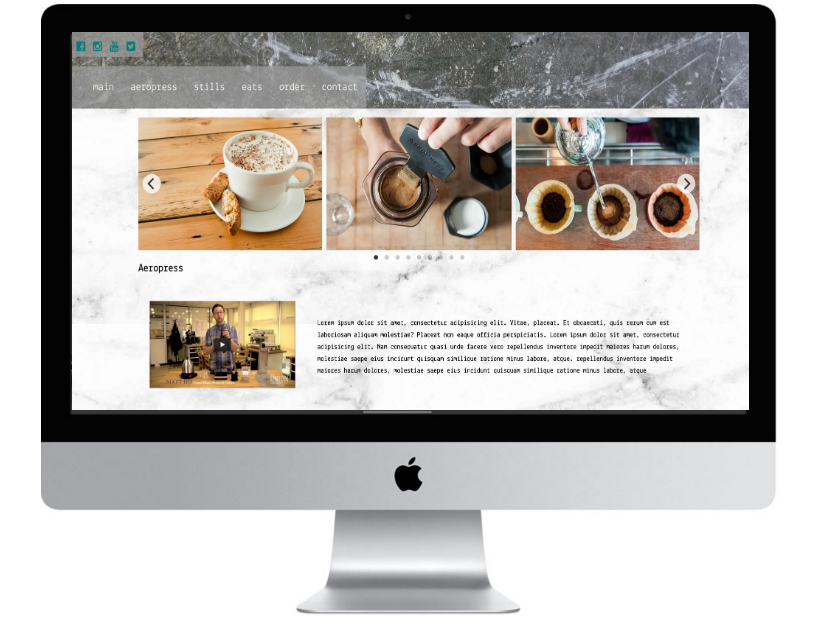 main aeropress stills eats order contact
Aeropress
Lorem ipsum dolor sit amet, consectetur adipisicing elit. Vitae, placeat. Et obcaecati, quis rerum cum est
laboriosam aliquam molestiae? Placeat non eaque officia perspiciatis. Lorem ipsum dolor sit amet, consectetur
adipisicing elit. Nam consequatur quasi unde facere vero repellendus inventore impedit maiores harum dolores,
molestiae saepe eius incidunt quisquam similique ratione minus labore, atque. repellendus inventore impedit
maiores harum dolores, molestiae saepe eius incidunt quisquam similique ratione minus labore, atque